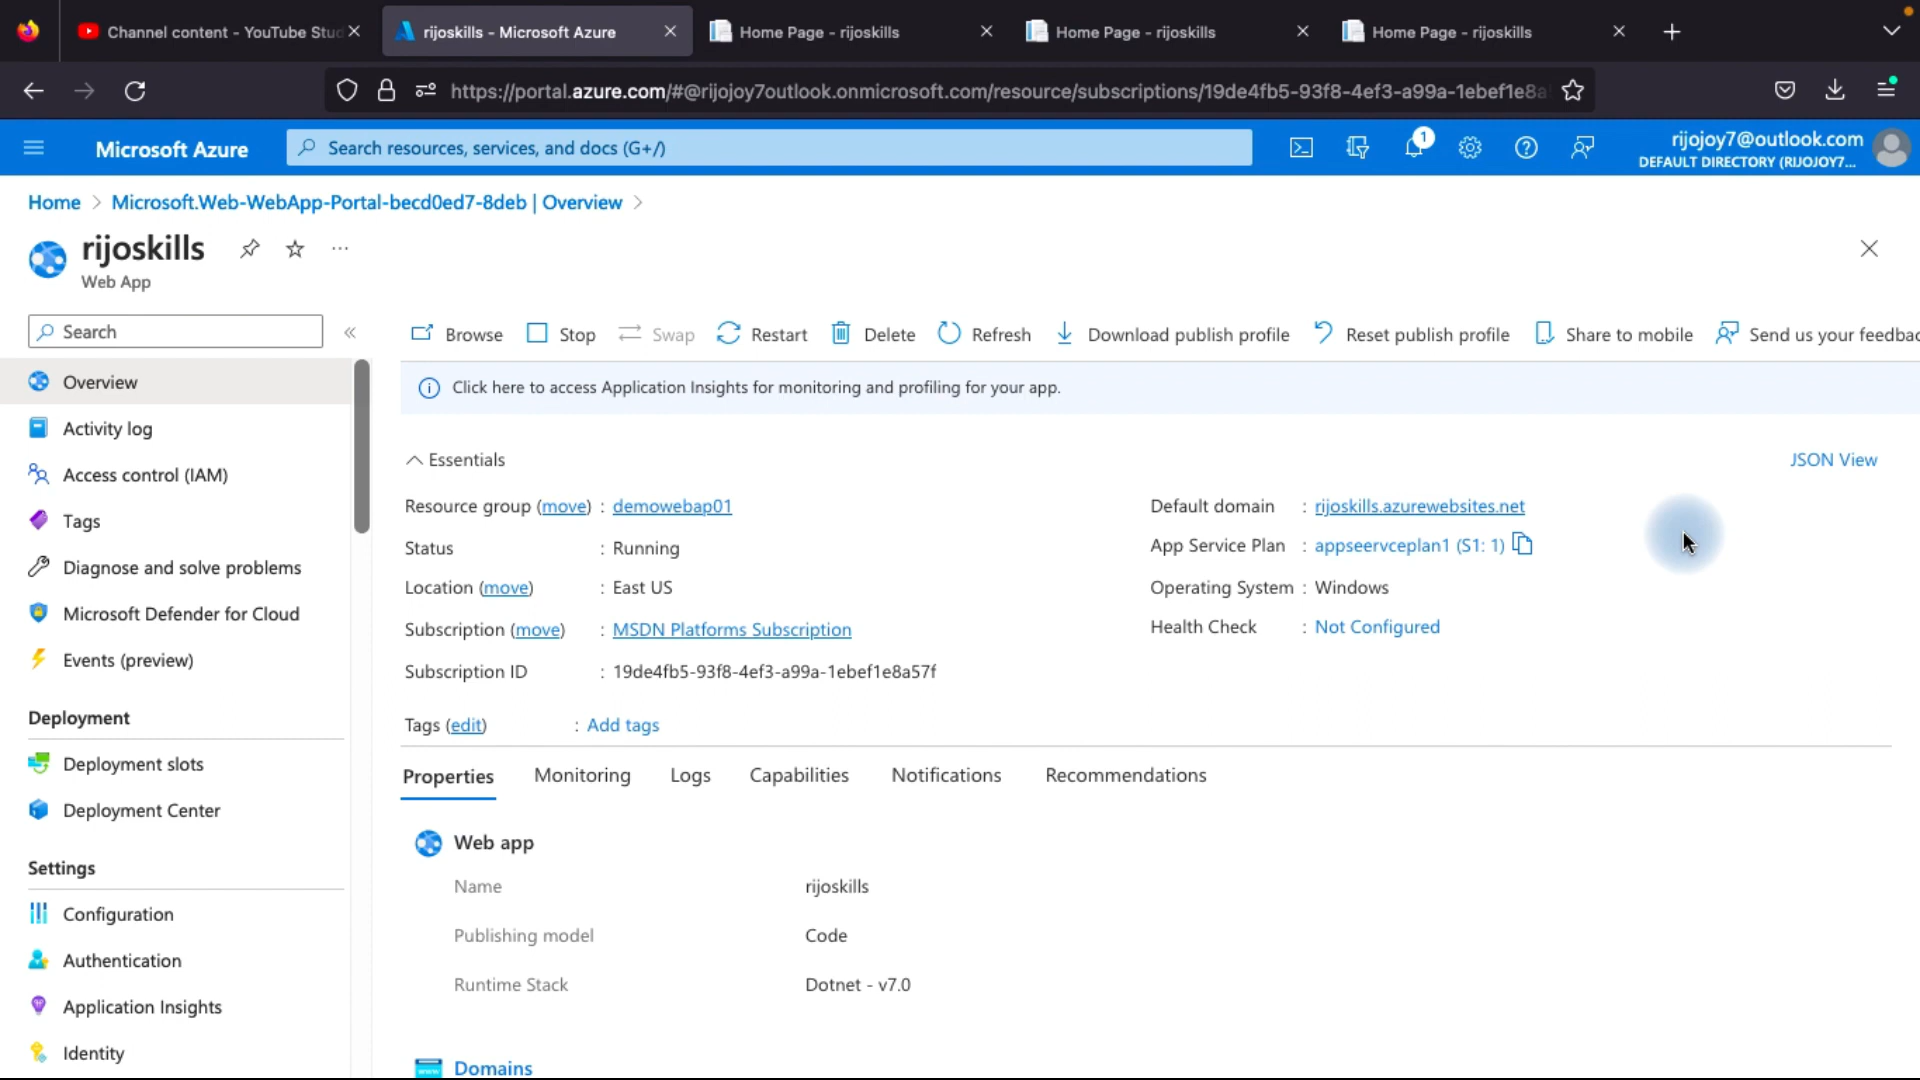 Channel content - YouTube Stud
rijoskills - Microsoft Azure
Home Page - rijoskills
Home Page - rijoskills
Home Page - rijoskills
https://portal.azure.com/#@rijojoy7outlook.onmicrosoft.com/resource/subscriptions/19de4fb5-93f8-4ef3-a99a-1ebef1e8a
Microsoft Azure
Search resources, services, and docs (G+/)
1
rijojoy7@outlook.com
DEFAULT DIRECTORY (RIJOJOY7...
Home > Microsoft.Web-WebApp-Portal-becd0ed7-8deb | Overview >
rijoskills
Web App
Search
Browse Stop Swap Restart Delete Refresh Download publish profile Reset publish profile Share to mobile Send us your feedbac
Click here to access Application Insights for monitoring and profiling for your app.
Overview
Activity log
Access control (IAM)
Tags
Diagnose and solve problems
Microsoft Defender for Cloud
Events (preview)
Deployment
Deployment slots
Deployment Center
Settings
Configuration
Authentication
Application Insights
Identity
Essentials
JSON View
Resource group (move) : demowebap01
Status : Running
Location (move) : East US
Subscription (move) : MSDN Platforms Subscription
Subscription ID : 19de4fb5-93f8-4ef3-a99a-1ebef1e8a57f
Default domain : rijoskills.azurewebsites.net
App Service Plan : appseervceplan1 (S1: 1)
Operating System : Windows
Health Check : Not Configured
Tags (edit) : Add tags
Properties Monitoring Logs Capabilities Notifications Recommendations
Web app
Name rijoskills
Publishing model Code
Runtime Stack Dotnet - v7.0
Domains